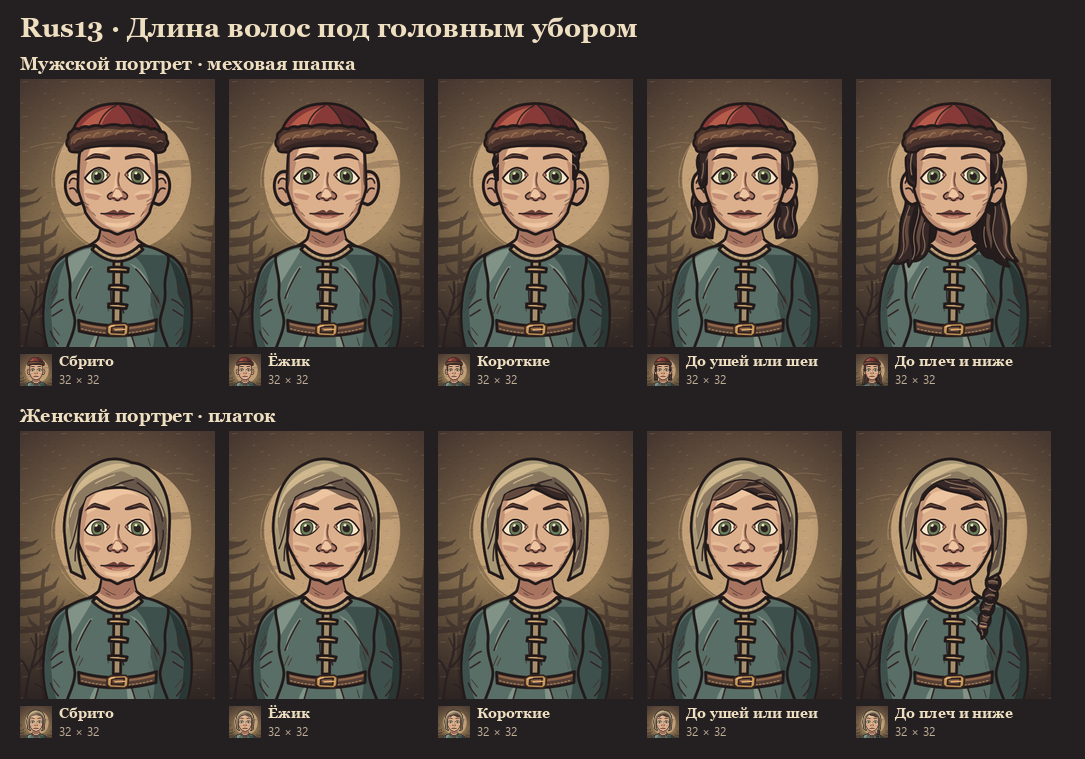 Rus13 · Длина волос под головным убором
Мужской портрет · меховая шапка
Сбрито
32 × 32
Ёжик
32 × 32
Короткие
32 × 32
До ушей или шеи
32 × 32
До плеч и ниже
32 × 32
Женский портрет · платок
Сбрито
32 × 32
Ёжик
32 × 32
Короткие
32 × 32
До ушей или шеи
32 × 32
До плеч и ниже
32 × 32